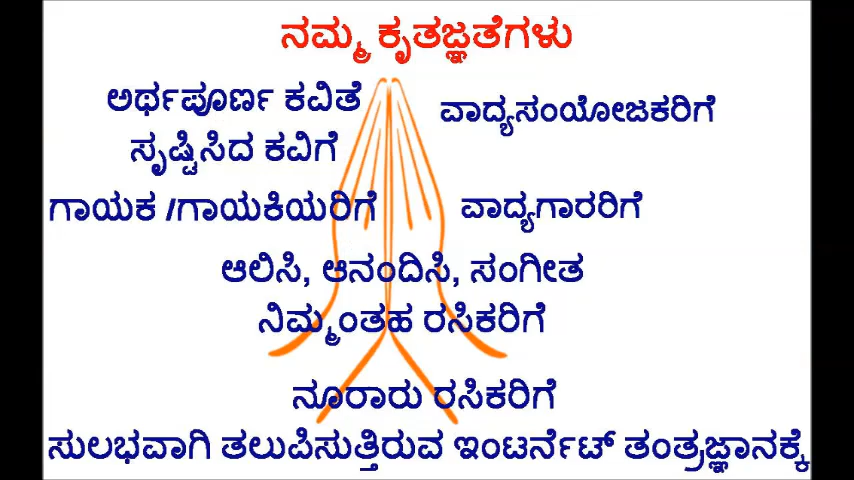 ನಮ್ಮ ಕೃತಜ್ಞತೆಗಳು
ಅರ್ಥಪೂರ್ಣ ಕವಿತೆ
ಸೃಷ್ಟಿಸಿದ ಕವಿಗೆ
ವಾದ್ಯಸಂಯೋಜಕರಿಗೆ
ಗಾಯಕ /ಗಾಯಕಿಯರಿಗೆ
ವಾದ್ಯಗಾರರಿಗೆ
ಆಲಿಸಿ, ಆನಂದಿಸಿ, ಸಂಗೀತ
ನಿಮ್ಮಂತಹ ರಸಿಕರಿಗೆ
ನೂರಾರು ರಸಿಕರಿಗೆ
ಸುಲಭವಾಗಿ ತಲುಪಿಸುತ್ತಿರುವ ಇಂಟರ್ನೆಟ್ ತಂತ್ರಜ್ಞಾನಕ್ಕೆ